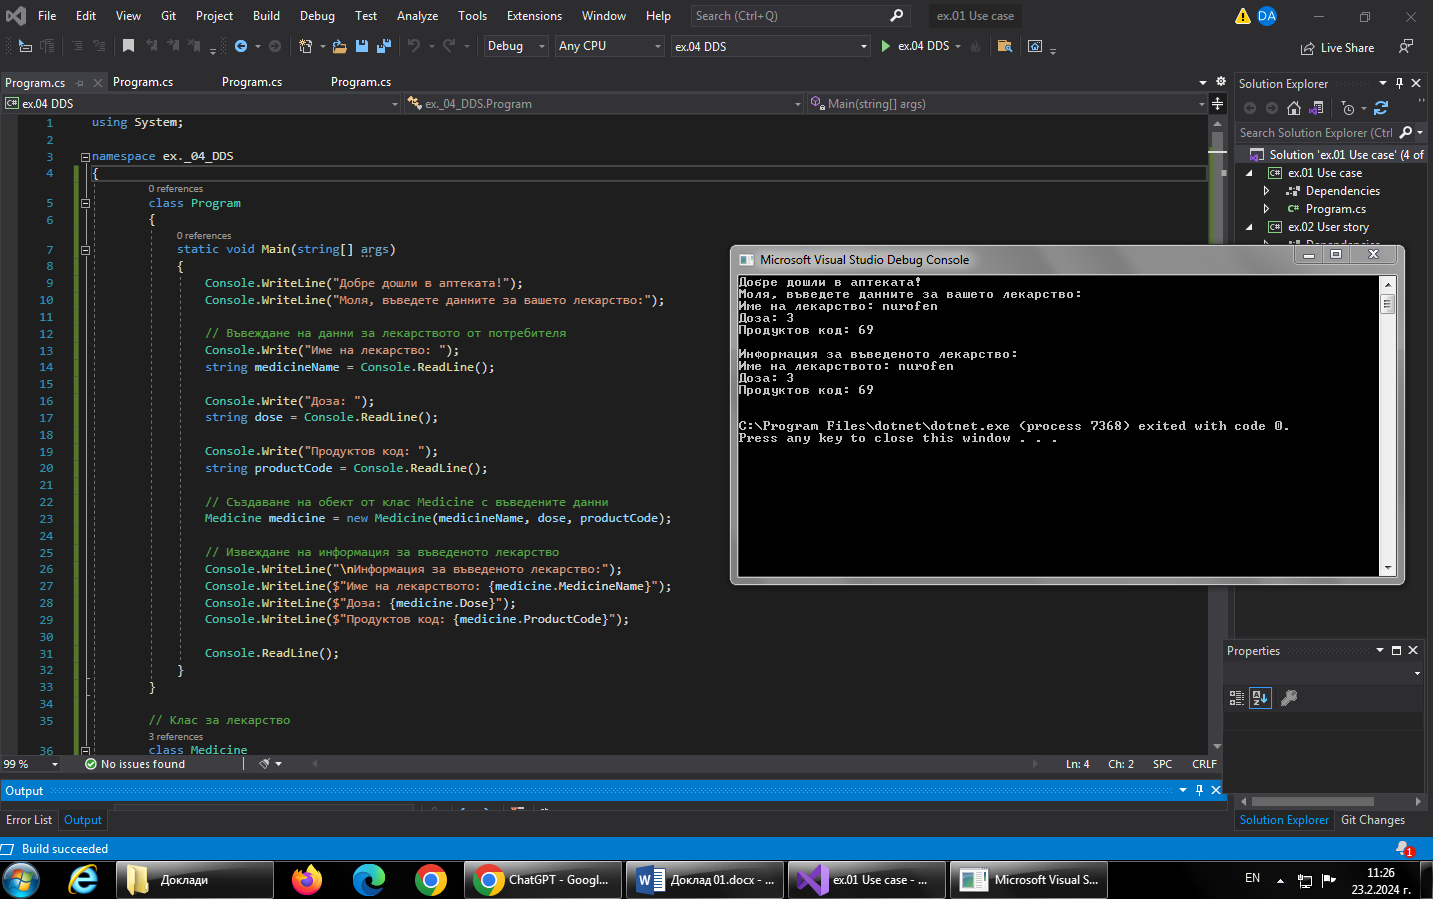 File Edit View Git Project Build Debug Test Analyze Tools Extensions Window Help Search (Ctrl+Q) ex.01 Use case DA
Debug Any CPU ex.04 DDS ex.04 DDS Live Share
Program.cs Program.cs Program.cs Program.cs
ex.04 DDS ex._04_DDS.Program Main(string[] args)
1 using System;
2
3 namespace ex._04_DDS
4 {
0 references
5 class Program
6 {
0 references
7 static void Main(string[] args)
8 {
9 Console.WriteLine("Добре дошли в аптеката!");
10 Console.WriteLine("Моля, въведете данните за вашето лекарство:");
11
12 // Въвеждане на данни за лекарството от потребителя
13 Console.Write("Име на лекарство: ");
14 string medicineName = Console.ReadLine();
15
16 Console.Write("Доза: ");
17 string dose = Console.ReadLine();
18
19 Console.Write("Продуктов код: ");
20 string productCode = Console.ReadLine();
21
22 // Създаване на обект от клас Medicine с въведените данни
23 Medicine medicine = new Medicine(medicineName, dose, productCode);
24
25 // Извеждане на информация за въведеното лекарство
26 Console.WriteLine("\nИнформация за въведеното лекарство:");
27 Console.WriteLine($"Име на лекарството: {medicine.MedicineName}");
28 Console.WriteLine($"Доза: {medicine.Dose}");
29 Console.WriteLine($"Продуктов код: {medicine.ProductCode}");
30
31 Console.ReadLine();
32 }
33 }
34
35 // Клас за лекарство
3 references
36 class Medicine
99 % No issues found Ln: 4 Ch: 2 SPC CRLF
Output
Error List Output
Build succeeded
Microsoft Visual Studio Debug Console
Добре дошли в аптеката!
Моля, въведете данните за вашето лекарство:
Име на лекарство: nurofen
Доза: 3
Продуктов код: 69
Информация за въведеното лекарство:
Име на лекарството: nurofen
Доза: 3
Продуктов код: 69
C:\Program Files\dotnet\dotnet.exe (process 7368) exited with code 0.
Press any key to close this window . . .
Solution Explorer
Search Solution Explorer (Ctrl
Solution 'ex.01 Use case' (4 of
ex.01 Use case
Dependencies
Program.cs
ex.02 User story
Properties
Solution Explorer Git Changes
1
Доклади ChatGPT - Googl... Доклад 01.docx - ... ex.01 Use case - ... Microsoft Visual S... EN 11:26
23.2.2024 г.